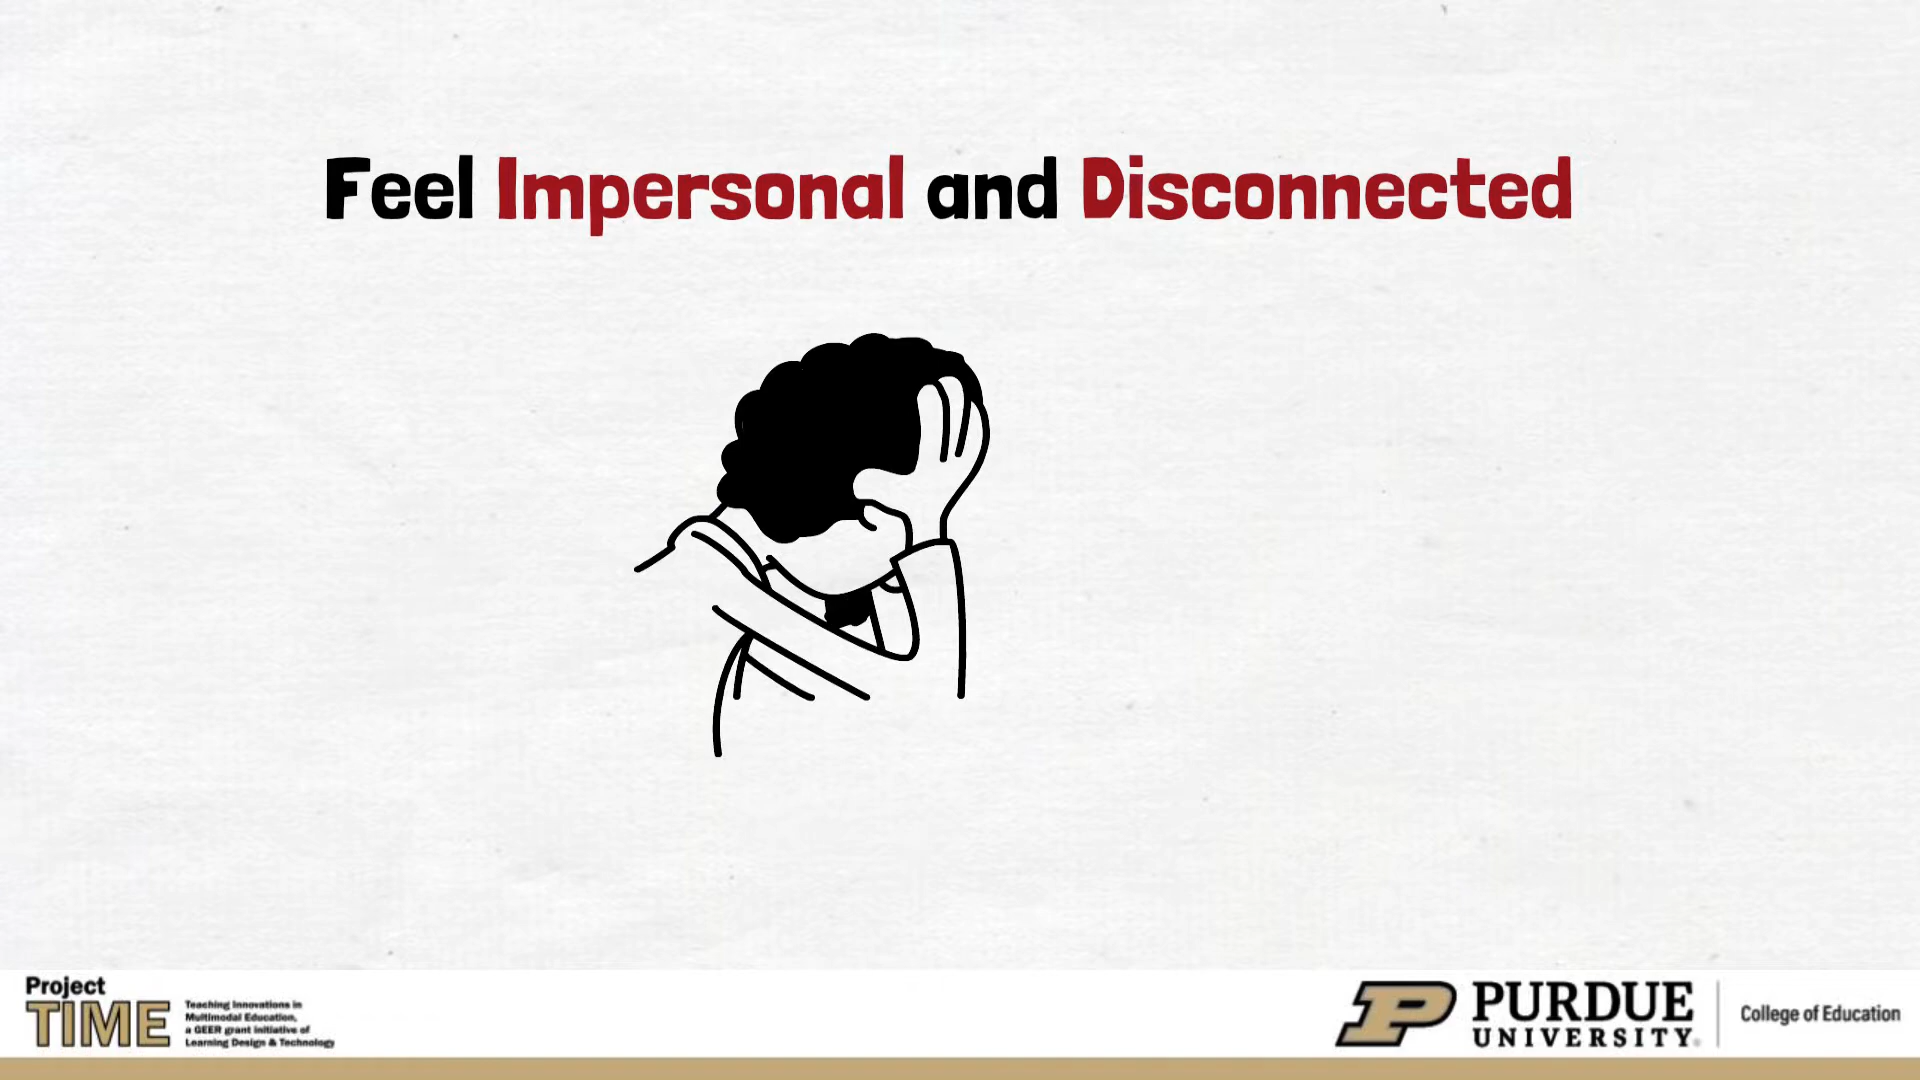 Feel Impersonal and Disconnected
Project
TIME
Teaching Innovations in
Multimodal Education,
a GEER grant initiative of
Learning Design & Technology
PURDUE
UNIVERSITY®
College of Education